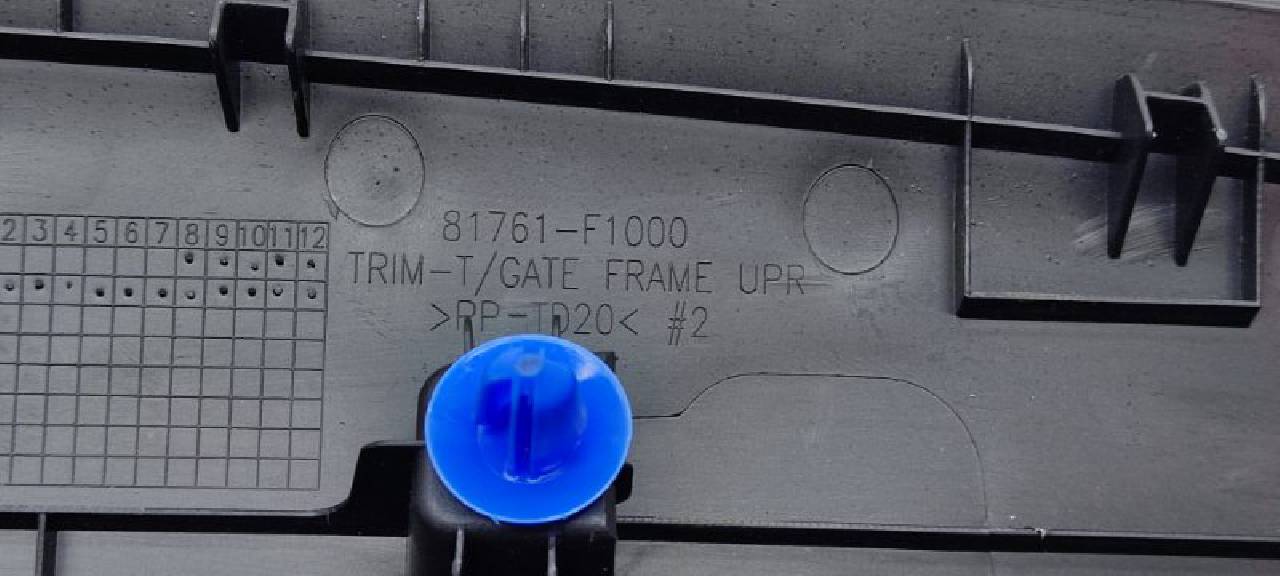 81761-F1000
TRIM-T/GATE FRAME UPR
>PP-TD20< #2
2 3 4 5 6 7 8 9 10 11 12